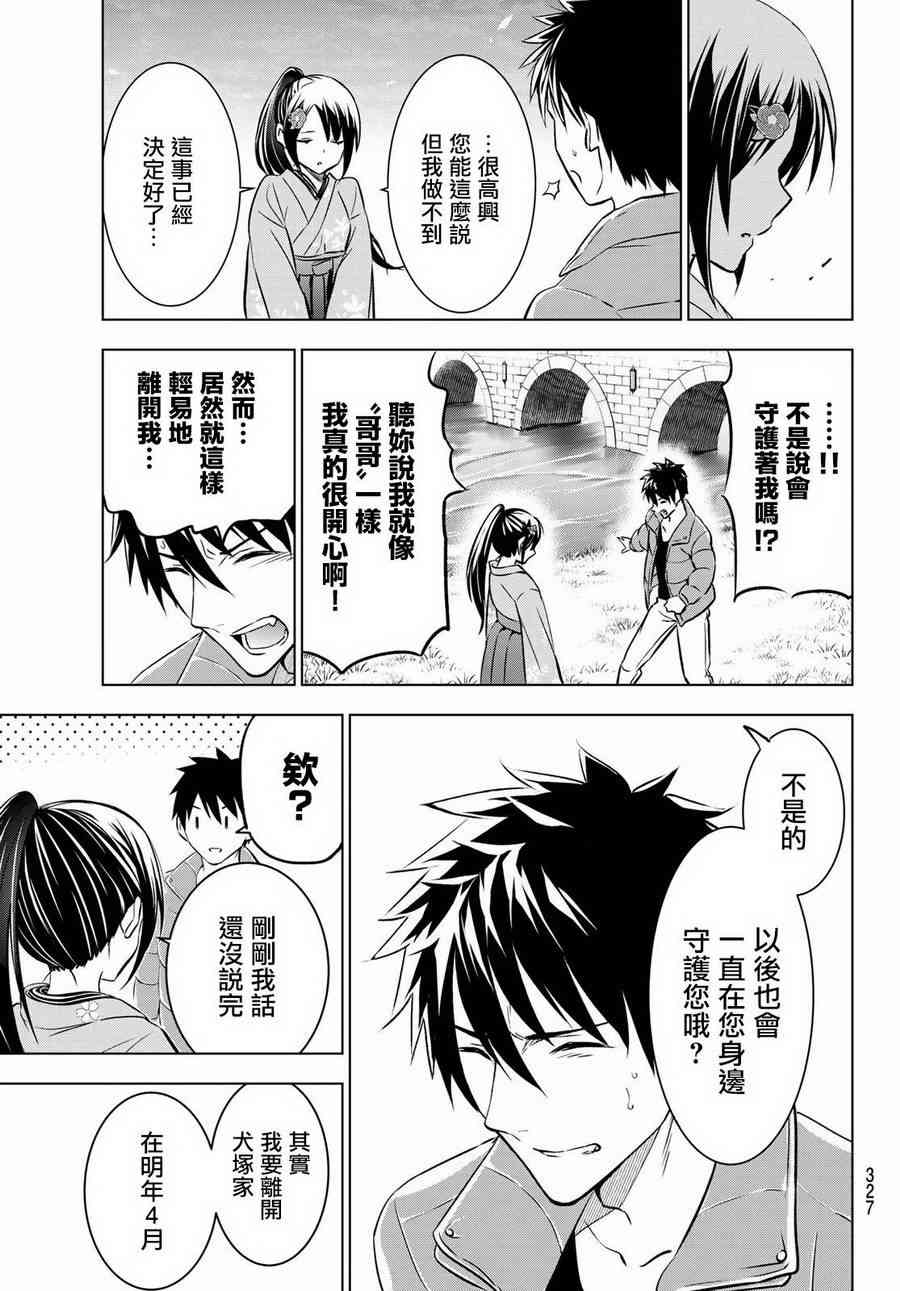 …很高興
您能這麼說
但我做不到
這事已經
決定好了…
……!!
不是說會
守護著我嗎!?
聽妳說我就像
〝哥哥〞一樣
我真的很開心啊！
然而…
居然就這樣
輕易地
離開我…
不是的
以後也會
一直在您身邊
守護您哦？
欸？
剛剛我話
還沒說完
其實
我要離開
犬塚家
在明年4月
327